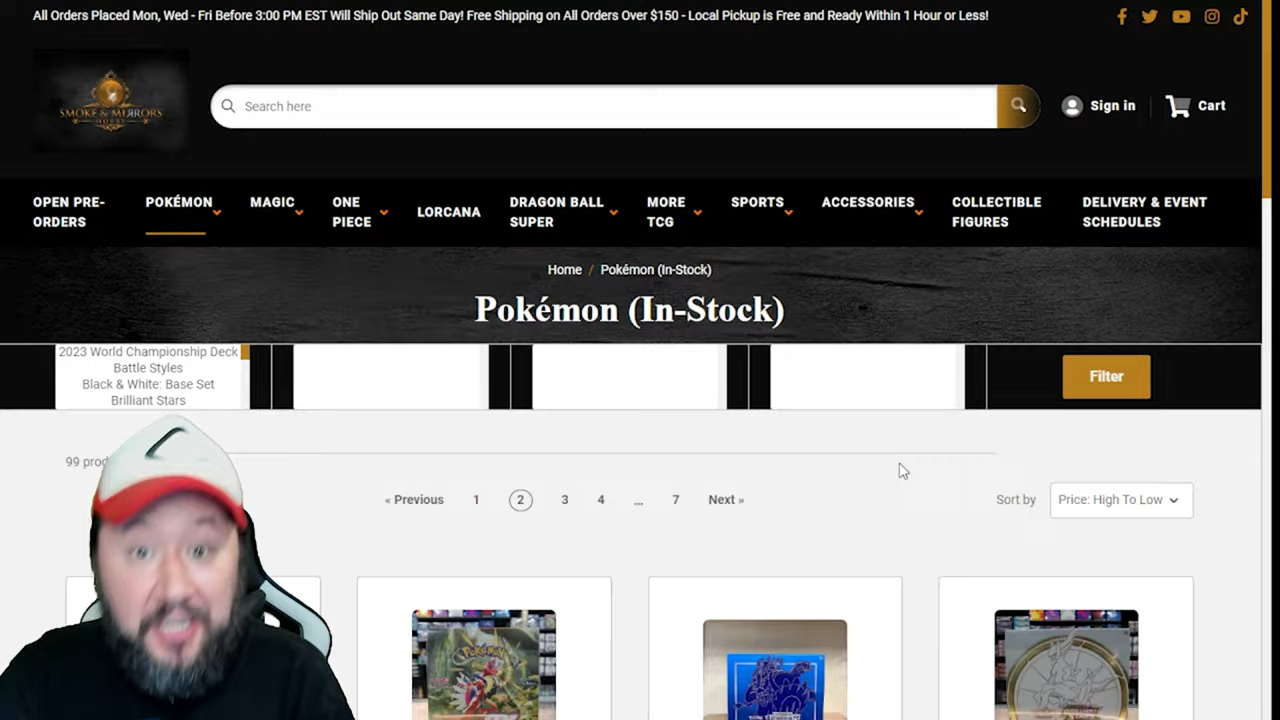 All Orders Placed Mon, Wed - Fri Before 3:00 PM EST Will Ship Out Same Day! Free Shipping on All Orders Over $150 - Local Pickup is Free and Ready Within 1 Hour or Less!
SMOKE & MIRRORS
HOBBY
Search here
Sign in
Cart
OPEN PRE-
ORDERS
POKÉMON
MAGIC
ONE
PIECE
LORCANA
DRAGON BALL
SUPER
MORE
TCG
SPORTS
ACCESSORIES
COLLECTIBLE
FIGURES
DELIVERY & EVENT
SCHEDULES
Home / Pokémon (In-Stock)
Pokémon (In-Stock)
2023 World Championship Deck
Battle Styles
Black & White: Base Set
Brilliant Stars
Filter
99 prod
« Previous 1 2 3 4 ... 7 Next »
Sort by Price: High To Low
Pokémon